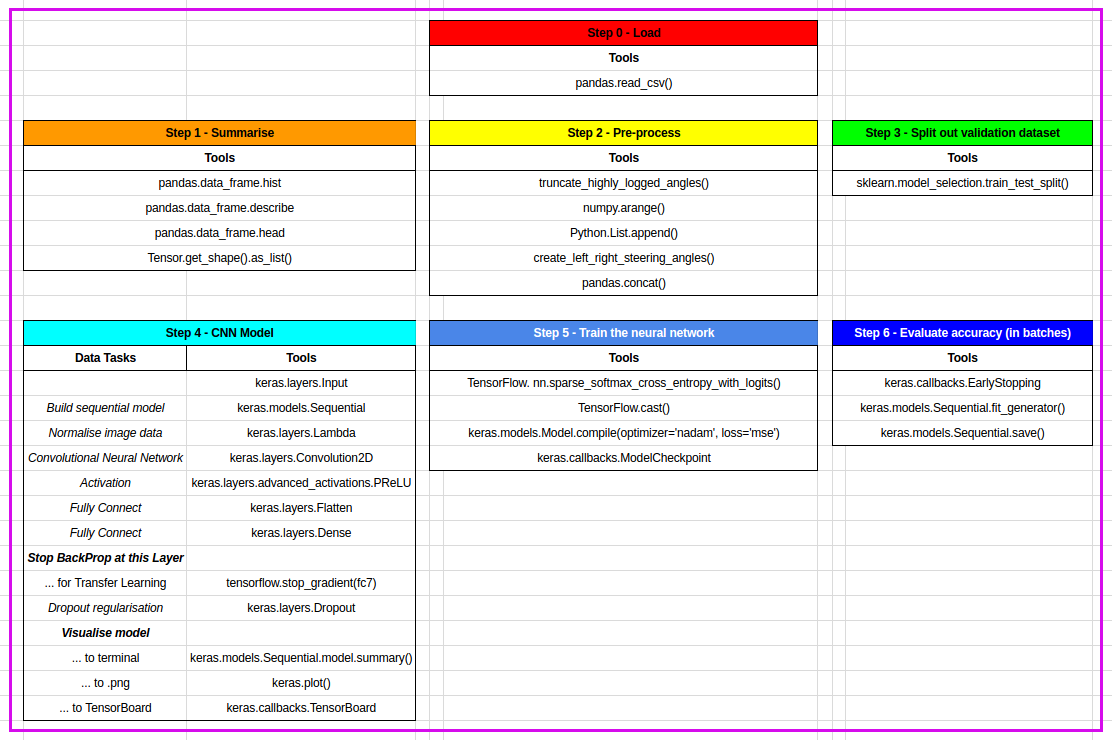 Step 0 - Load
Tools
pandas.read_csv()
Step 1 - Summarise
Tools
pandas.data_frame.hist
pandas.data_frame.describe
pandas.data_frame.head
Tensor.get_shape().as_list()
Step 2 - Pre-process
Tools
truncate_highly_logged_angles()
numpy.arange()
Python.List.append()
create_left_right_steering_angles()
pandas.concat()
Step 3 - Split out validation dataset
Tools
sklearn.model_selection.train_test_split()
Step 4 - CNN Model
Data Tasks Tools
keras.layers.Input
Build sequential model keras.models.Sequential
Normalise image data keras.layers.Lambda
Convolutional Neural Network keras.layers.Convolution2D
Activation keras.layers.advanced_activations.PReLU
Fully Connect keras.layers.Flatten
Fully Connect keras.layers.Dense
Stop BackProp at this Layer
... for Transfer Learning tensorflow.stop_gradient(fc7)
Dropout regularisation keras.layers.Dropout
Visualise model
... to terminal keras.models.Sequential.model.summary()
... to .png keras.plot()
... to TensorBoard keras.callbacks.TensorBoard
Step 5 - Train the neural network
Tools
TensorFlow. nn.sparse_softmax_cross_entropy_with_logits()
TensorFlow.cast()
keras.models.Model.compile(optimizer='nadam', loss='mse')
keras.callbacks.ModelCheckpoint
Step 6 - Evaluate accuracy (in batches)
Tools
keras.callbacks.EarlyStopping
keras.models.Sequential.fit_generator()
keras.models.Sequential.save()